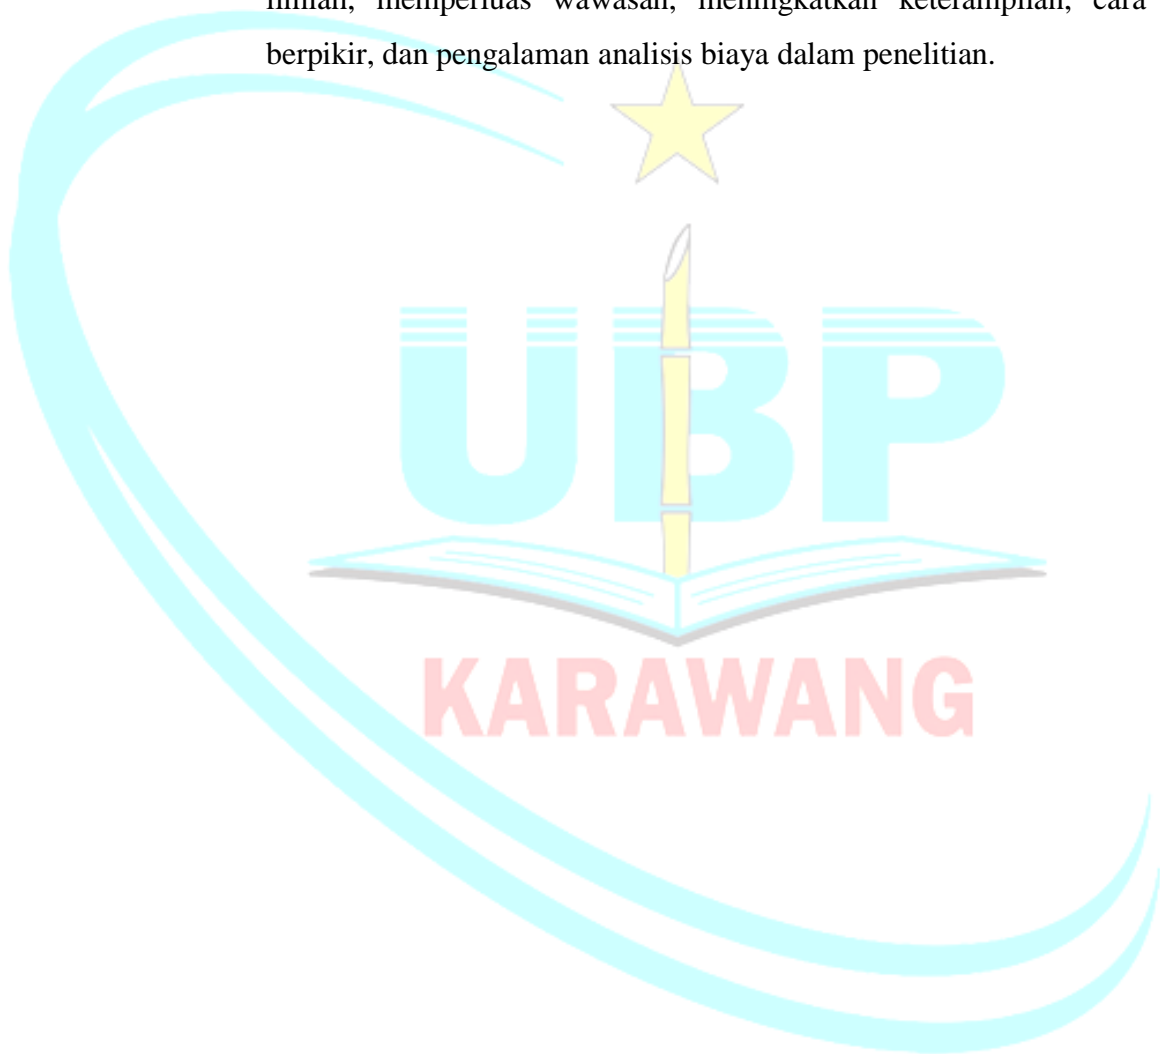 ilmiah, memperluas wawasan, meningkatkan keterampilan, cara
berpikir, dan pengalaman analisis biaya dalam penelitian.
UBP
KARAWANG